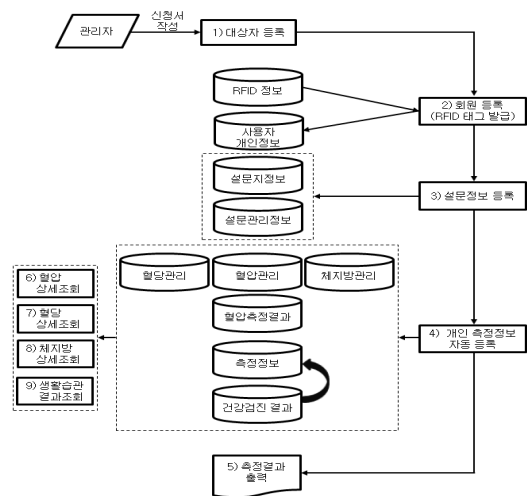 관리자
신청서
작성
1) 대상자 등록
RFID 정보
2) 회원 등록
(RFID 태그 발급)
사용자
개인정보
설문지정보
3) 설문정보 등록
설문관리정보
혈당관리
혈압관리
체지방관리
6) 혈압
상세조회
혈압측정결과
7) 혈당
상세조회
4) 개인 측정정보
자동 등록
8) 체지방
상세조회
측정정보
9) 생활습관
결과조회
건강검진 결과
5) 측정결과
출력